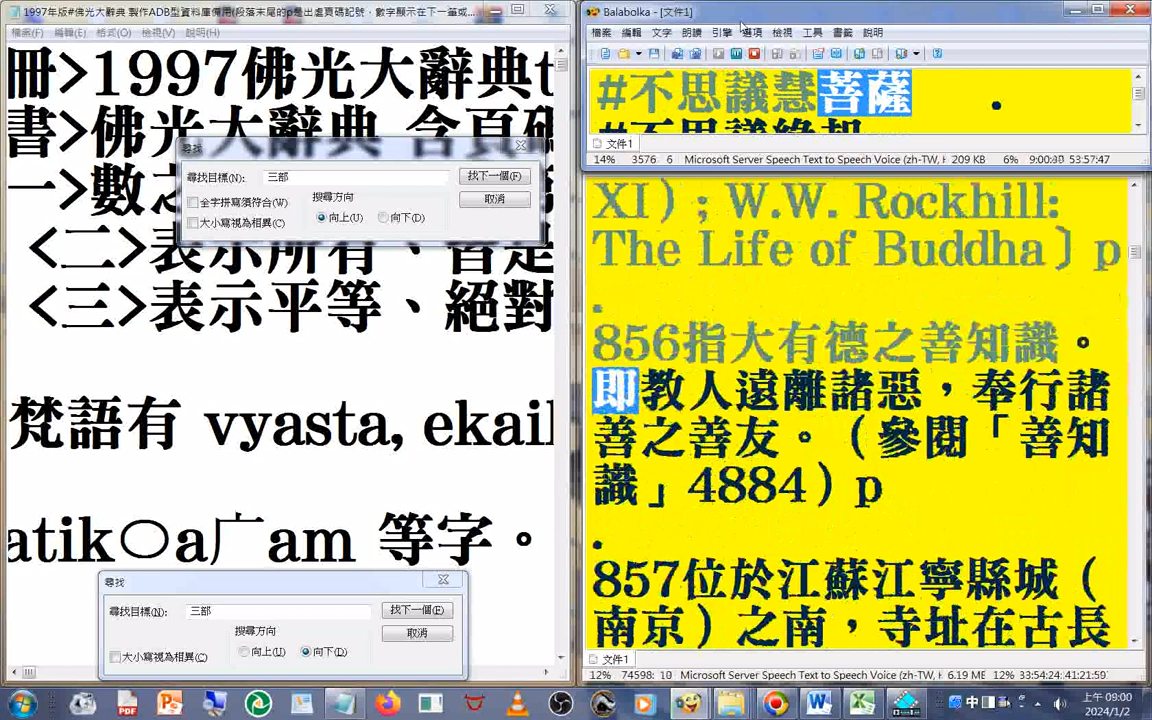 1997年版#佛光大辭典 製作ADB型資料庫備用(段落末尾的p是出處頁碼記號，數字顯示在下一筆或...
檔案(F) 編輯(E) 格式(O) 檢視(V) 說明(H)
冊>1997佛光大辭典t
書>佛光大辭典 含頁碼
一>數之
<二>表示所有、皆是
<三>表示平等、絕對
梵語有 vyasta, ekail
atik○a广am 等字。
尋找
尋找目標(N): 三部
找下一個(F)
全字拼寫須符合(W)
搜尋方向
取消
大小寫視為相異(C)
向上(U) 向下(D)
尋找
尋找目標(N): 三部
找下一個(F)
搜尋方向
取消
大小寫視為相異(C)
向上(U) 向下(D)
Balabolka - [文件1]
檔案 編輯 文字 朗讀 引擎 選項 檢視 工具 書籤 說明
#不思議慧菩薩
#不思議緣起
文件1
14% 3576: 6 Microsoft Server Speech Text to Speech Voice (zh-TW, H 209 KB 6% 9:00:30 53:57:47
XI); W.W. Rockhill:
The Life of Buddha〕p
.
856指大有德之善知識。
即教人遠離諸惡，奉行諸
善之善友。（參閱「善知
識」4884）p
.
857位於江蘇江寧縣城（
南京）之南，寺址在古長
文件1
12% 74598: 10 Microsoft Server Speech Text to Speech Voice (zh-TW, H 6.19 MB 12% 33:54:24:41:21:59
中
上午 09:00
2024/1/2